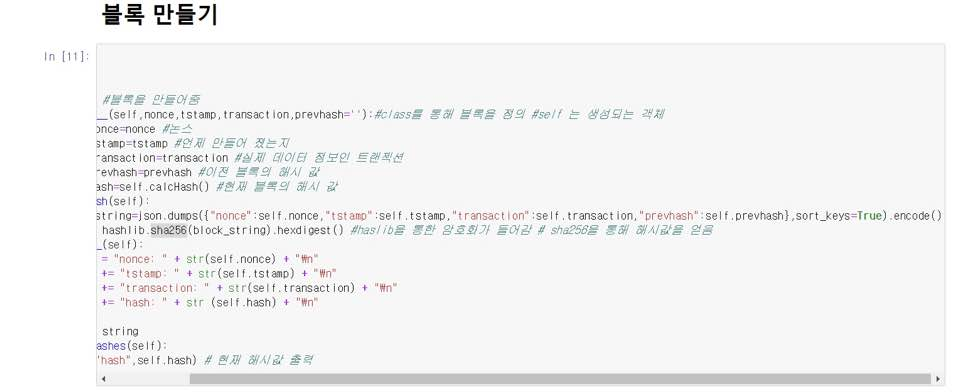 블록 만들기
In [11]:
#블록을 만들어줌
__(self,nonce,tstamp,transaction,prevhash=''):#class를 통해 블록을 정의 #self 는 생성되는 객체
once=nonce #논스
stamp=tstamp #언제 만들어 졌는지
ransaction=transaction #실제 데이터 정보인 트랜잭션
revhash=prevhash #이전 블록의 해시 값
ash=self.calcHash() #현재 블록의 해시 값
sh(self):
string=json.dumps({"nonce":self.nonce,"tstamp":self.tstamp,"transaction":self.transaction,"prevhash":self.prevhash},sort_keys=True).encode()
hashlib.sha256(block_string).hexdigest() #haslib을 통한 암호화가 들어감 # sha256을 통해 해시값을 얻음
_(self):
= "nonce: " + str(self.nonce) + "₩n"
+= "tstamp: " + str(self.tstamp) + "₩n"
+= "transaction: " + str(self.transaction) + "₩n"
+= "hash: " + str (self.hash) + "₩n"
string
ashes(self):
"hash",self.hash) # 현재 해시값 출력